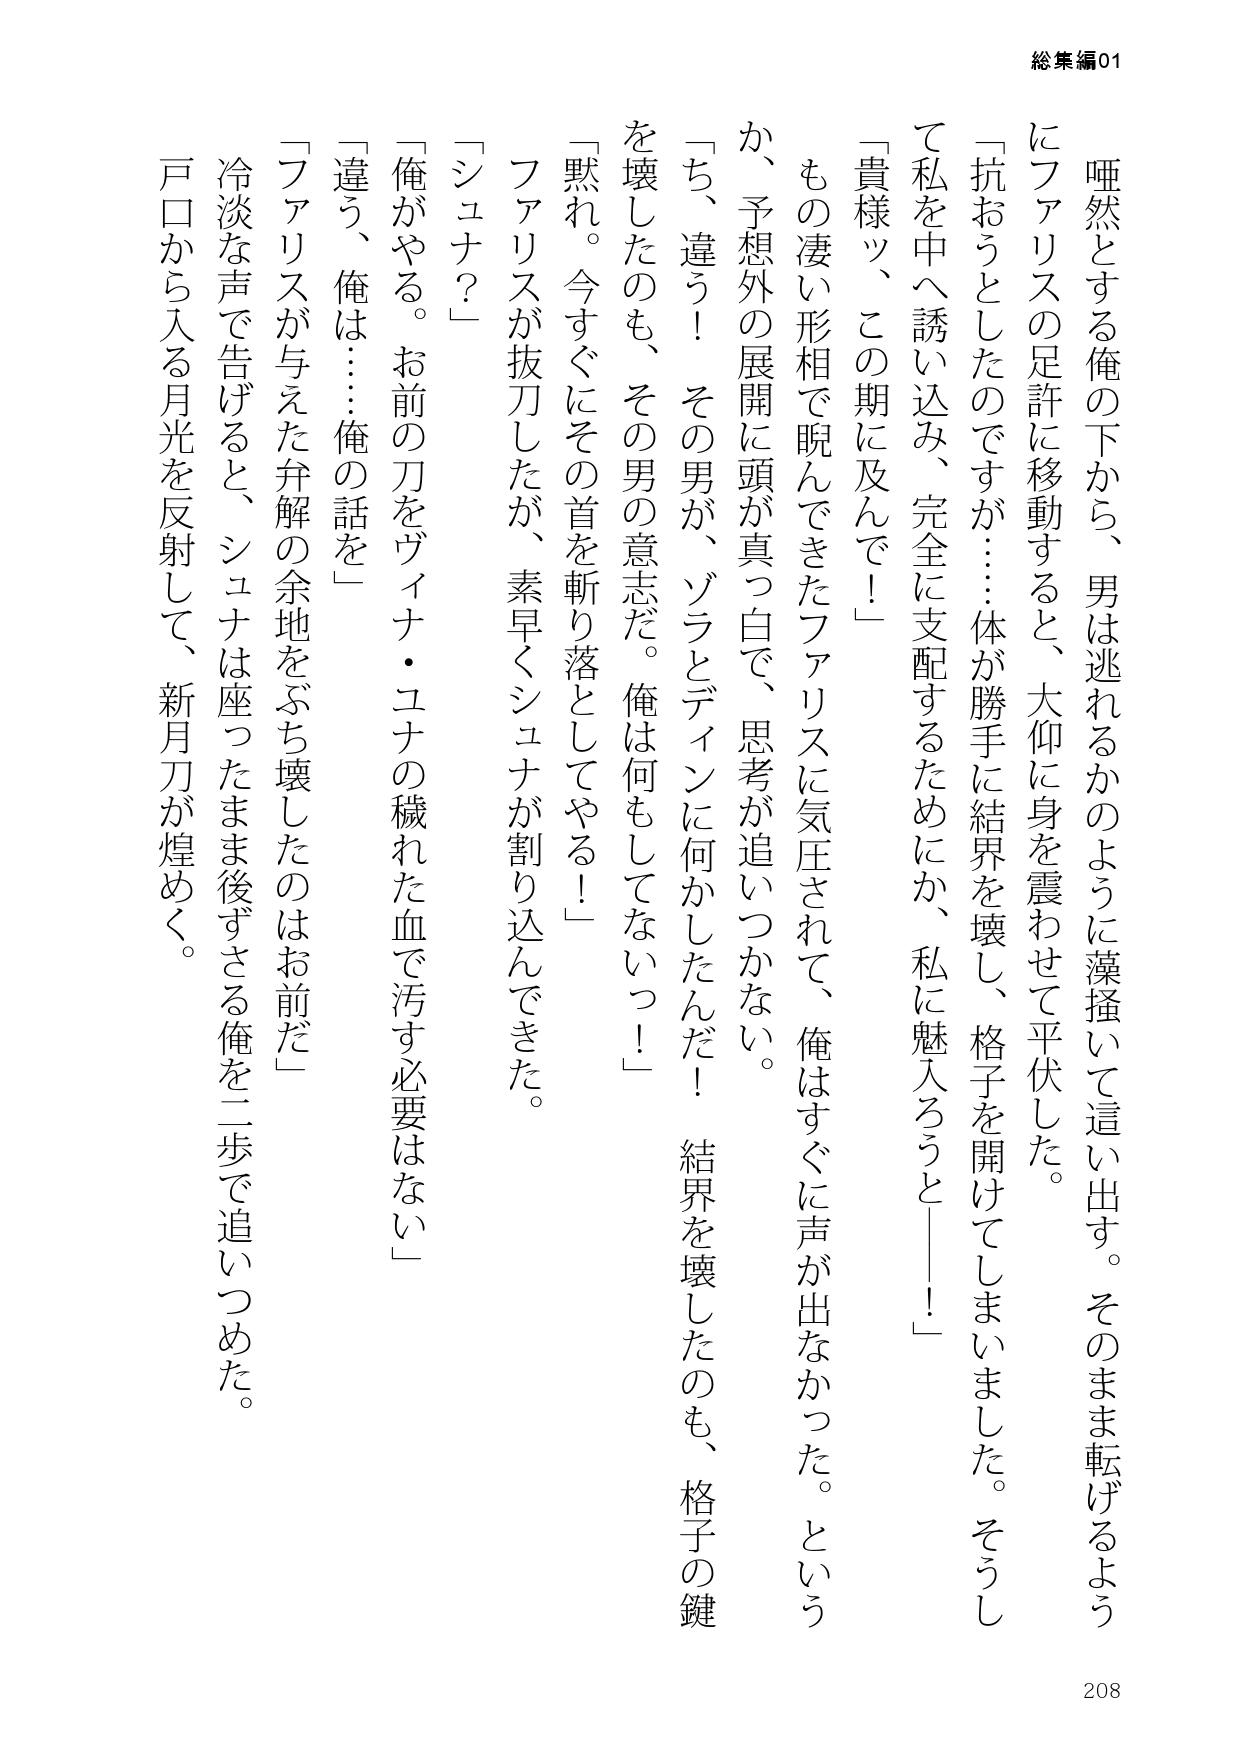 総集編01
　唖然とする俺の下から、男は逃れるかのように藻掻いて這い出す。そのまま転げるよう
にファリスの足許に移動すると、大仰に身を震わせて平伏した。
「抗おうとしたのですが……体が勝手に結界を壊し、格子を開けてしまいました。そうし
て私を中へ誘い込み、完全に支配するためにか、私に魅入ろうと――！」
「貴様ッ、この期に及んで！」
　もの凄い形相で睨んできたファリスに気圧されて、俺はすぐに声が出なかった。という
か、予想外の展開に頭が真っ白で、思考が追いつかない。
「ち、違う！　その男が、ゾラとディンに何かしたんだ！　結界を壊したのも、格子の鍵
を壊したのも、その男の意志だ。俺は何もしてないっ！」
「黙れ。今すぐにその首を斬り落としてやる！」
　ファリスが抜刀したが、素早くシュナが割り込んできた。
「シュナ？」
「俺がやる。お前の刀をヴィナ・ユナの穢れた血で汚す必要はない」
「違う、俺は……俺の話を」
「ファリスが与えた弁解の余地をぶち壊したのはお前だ」
　冷淡な声で告げると、シュナは座ったまま後ずさる俺を二歩で追いつめた。
　戸口から入る月光を反射して、新月刀が煌めく。
208